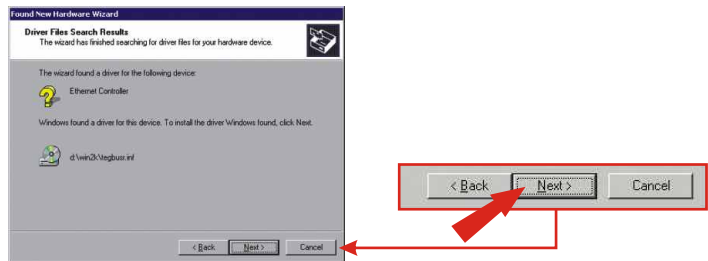 Found New Hardware Wizard
Driver Files Search Results
The wizard has finished searching for driver files for your hardware device.
The wizard found a driver for the following device:
Ethernet Controller
Windows found a driver for this device. To install the driver Windows found, click Next.
d:\win2k\tegbusr.inf
< Back Next > Cancel
< Back Next > Cancel